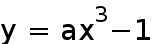 y = ax³−1